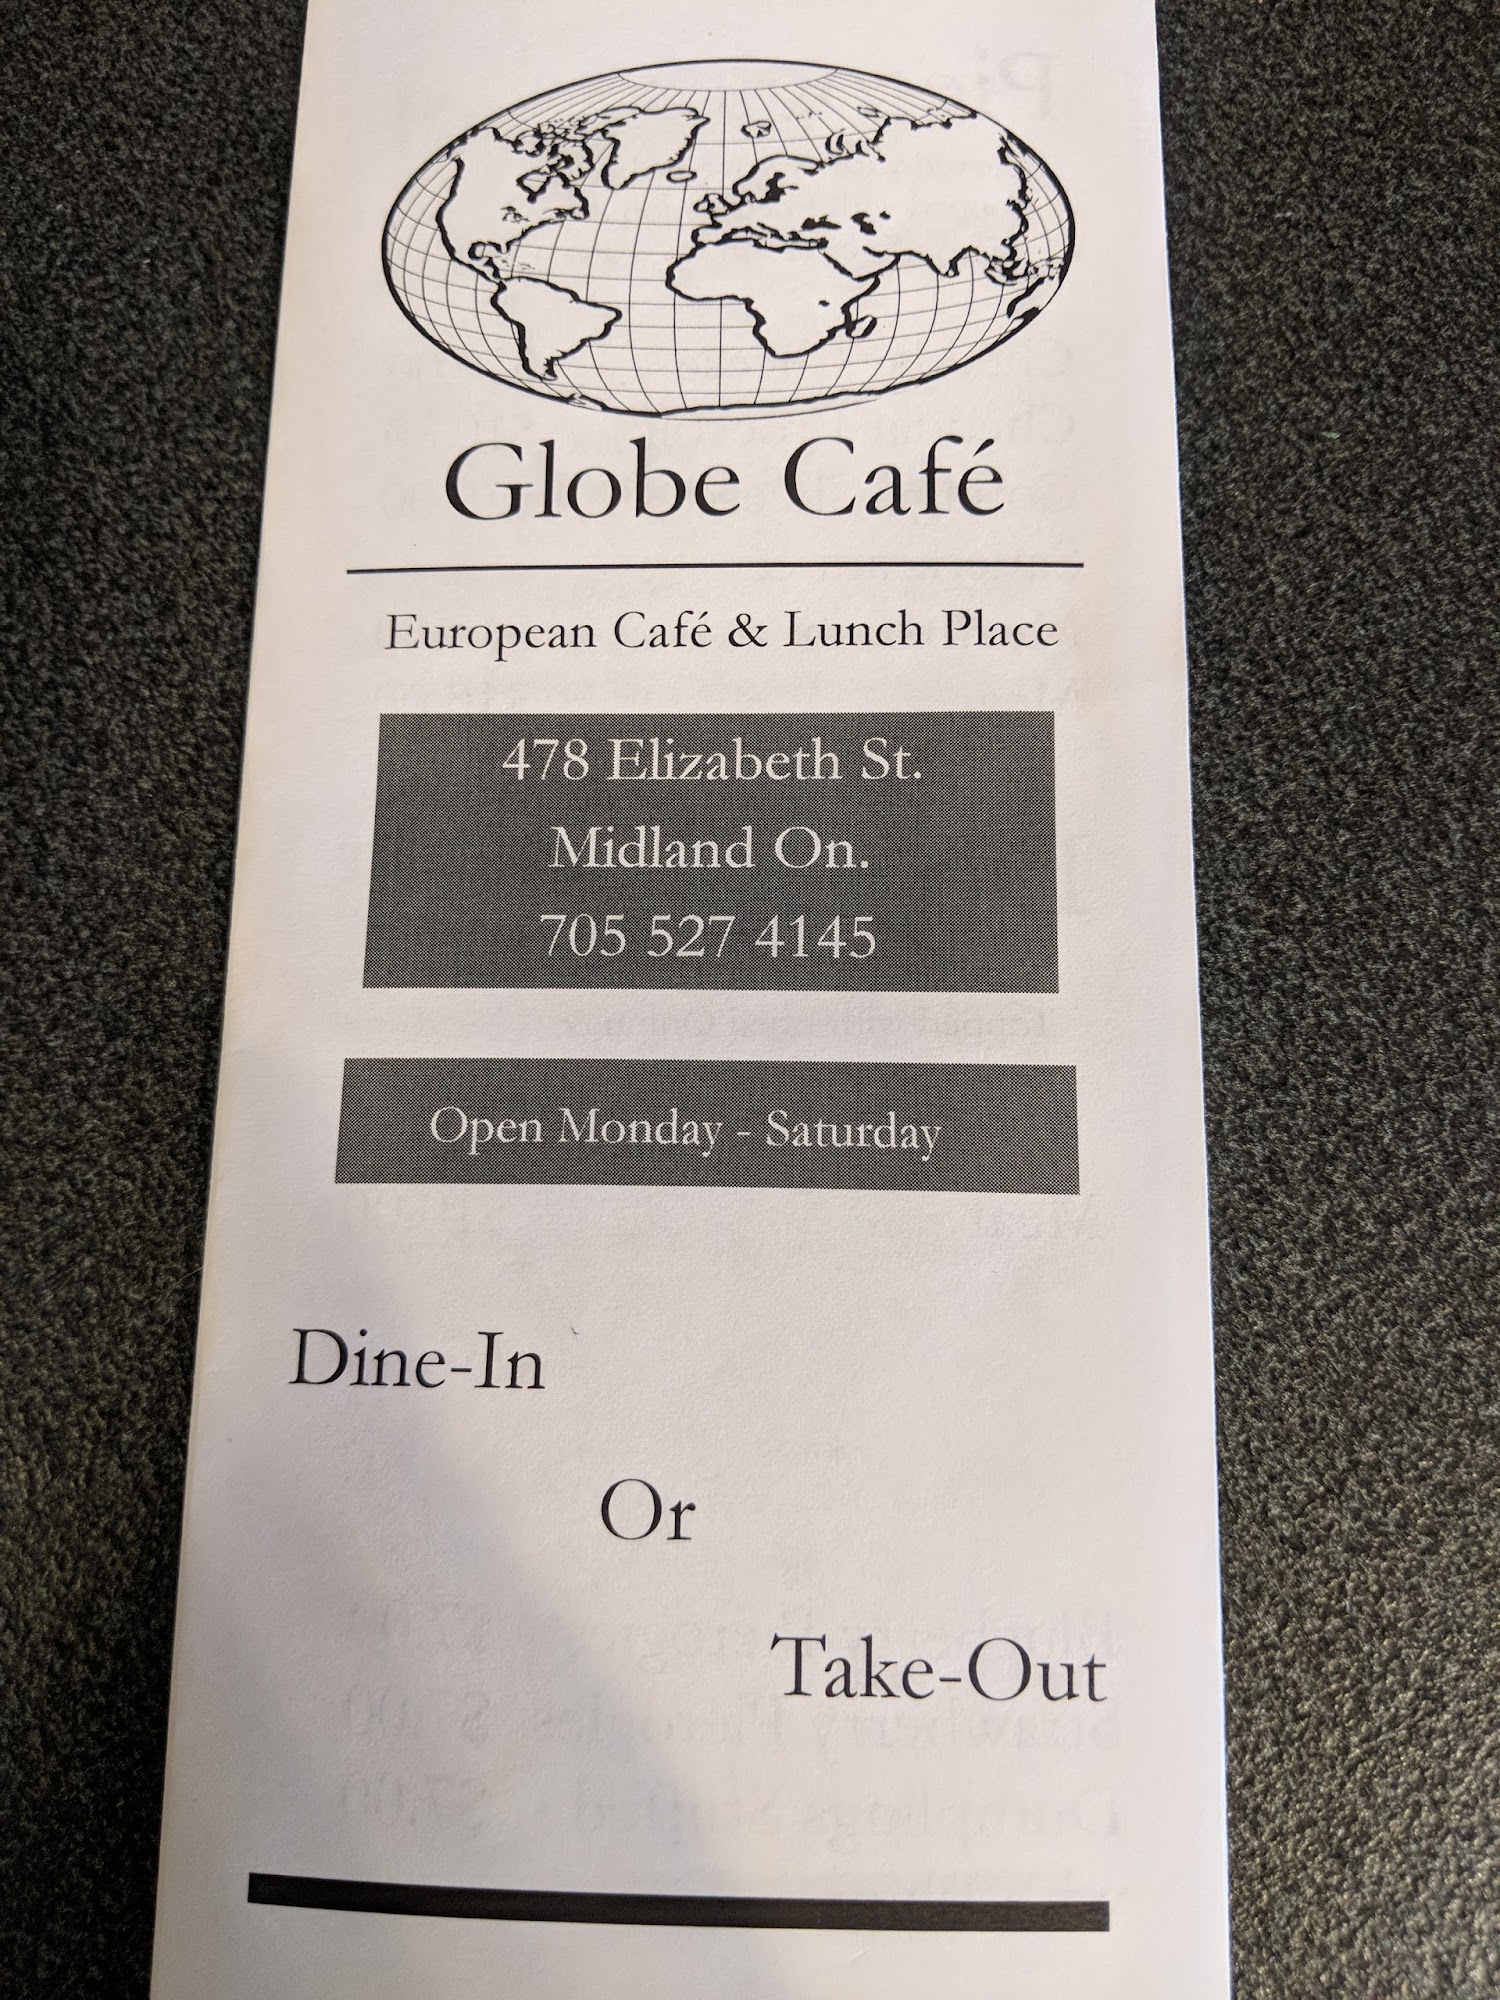 Globe Café
European Café & Lunch Place
478 Elizabeth St.
Midland On.
705 527 4145
Open Monday - Saturday
Dine-In
Or
Take-Out